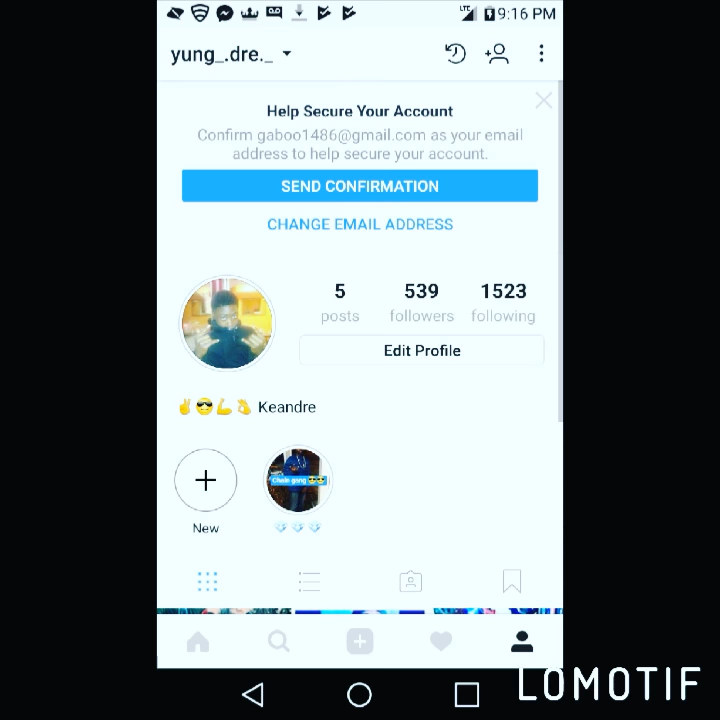 LTE 9:16 PM
yung_.dre._
Help Secure Your Account
Confirm gaboo1486@gmail.com as your email
address to help secure your account.
SEND CONFIRMATION
CHANGE EMAIL ADDRESS
5 539 1523
posts followers following
Edit Profile
✌😎💪👌 Keandre
Chain gang 😎😎
New 💎 💎 💎
LOMOTIF